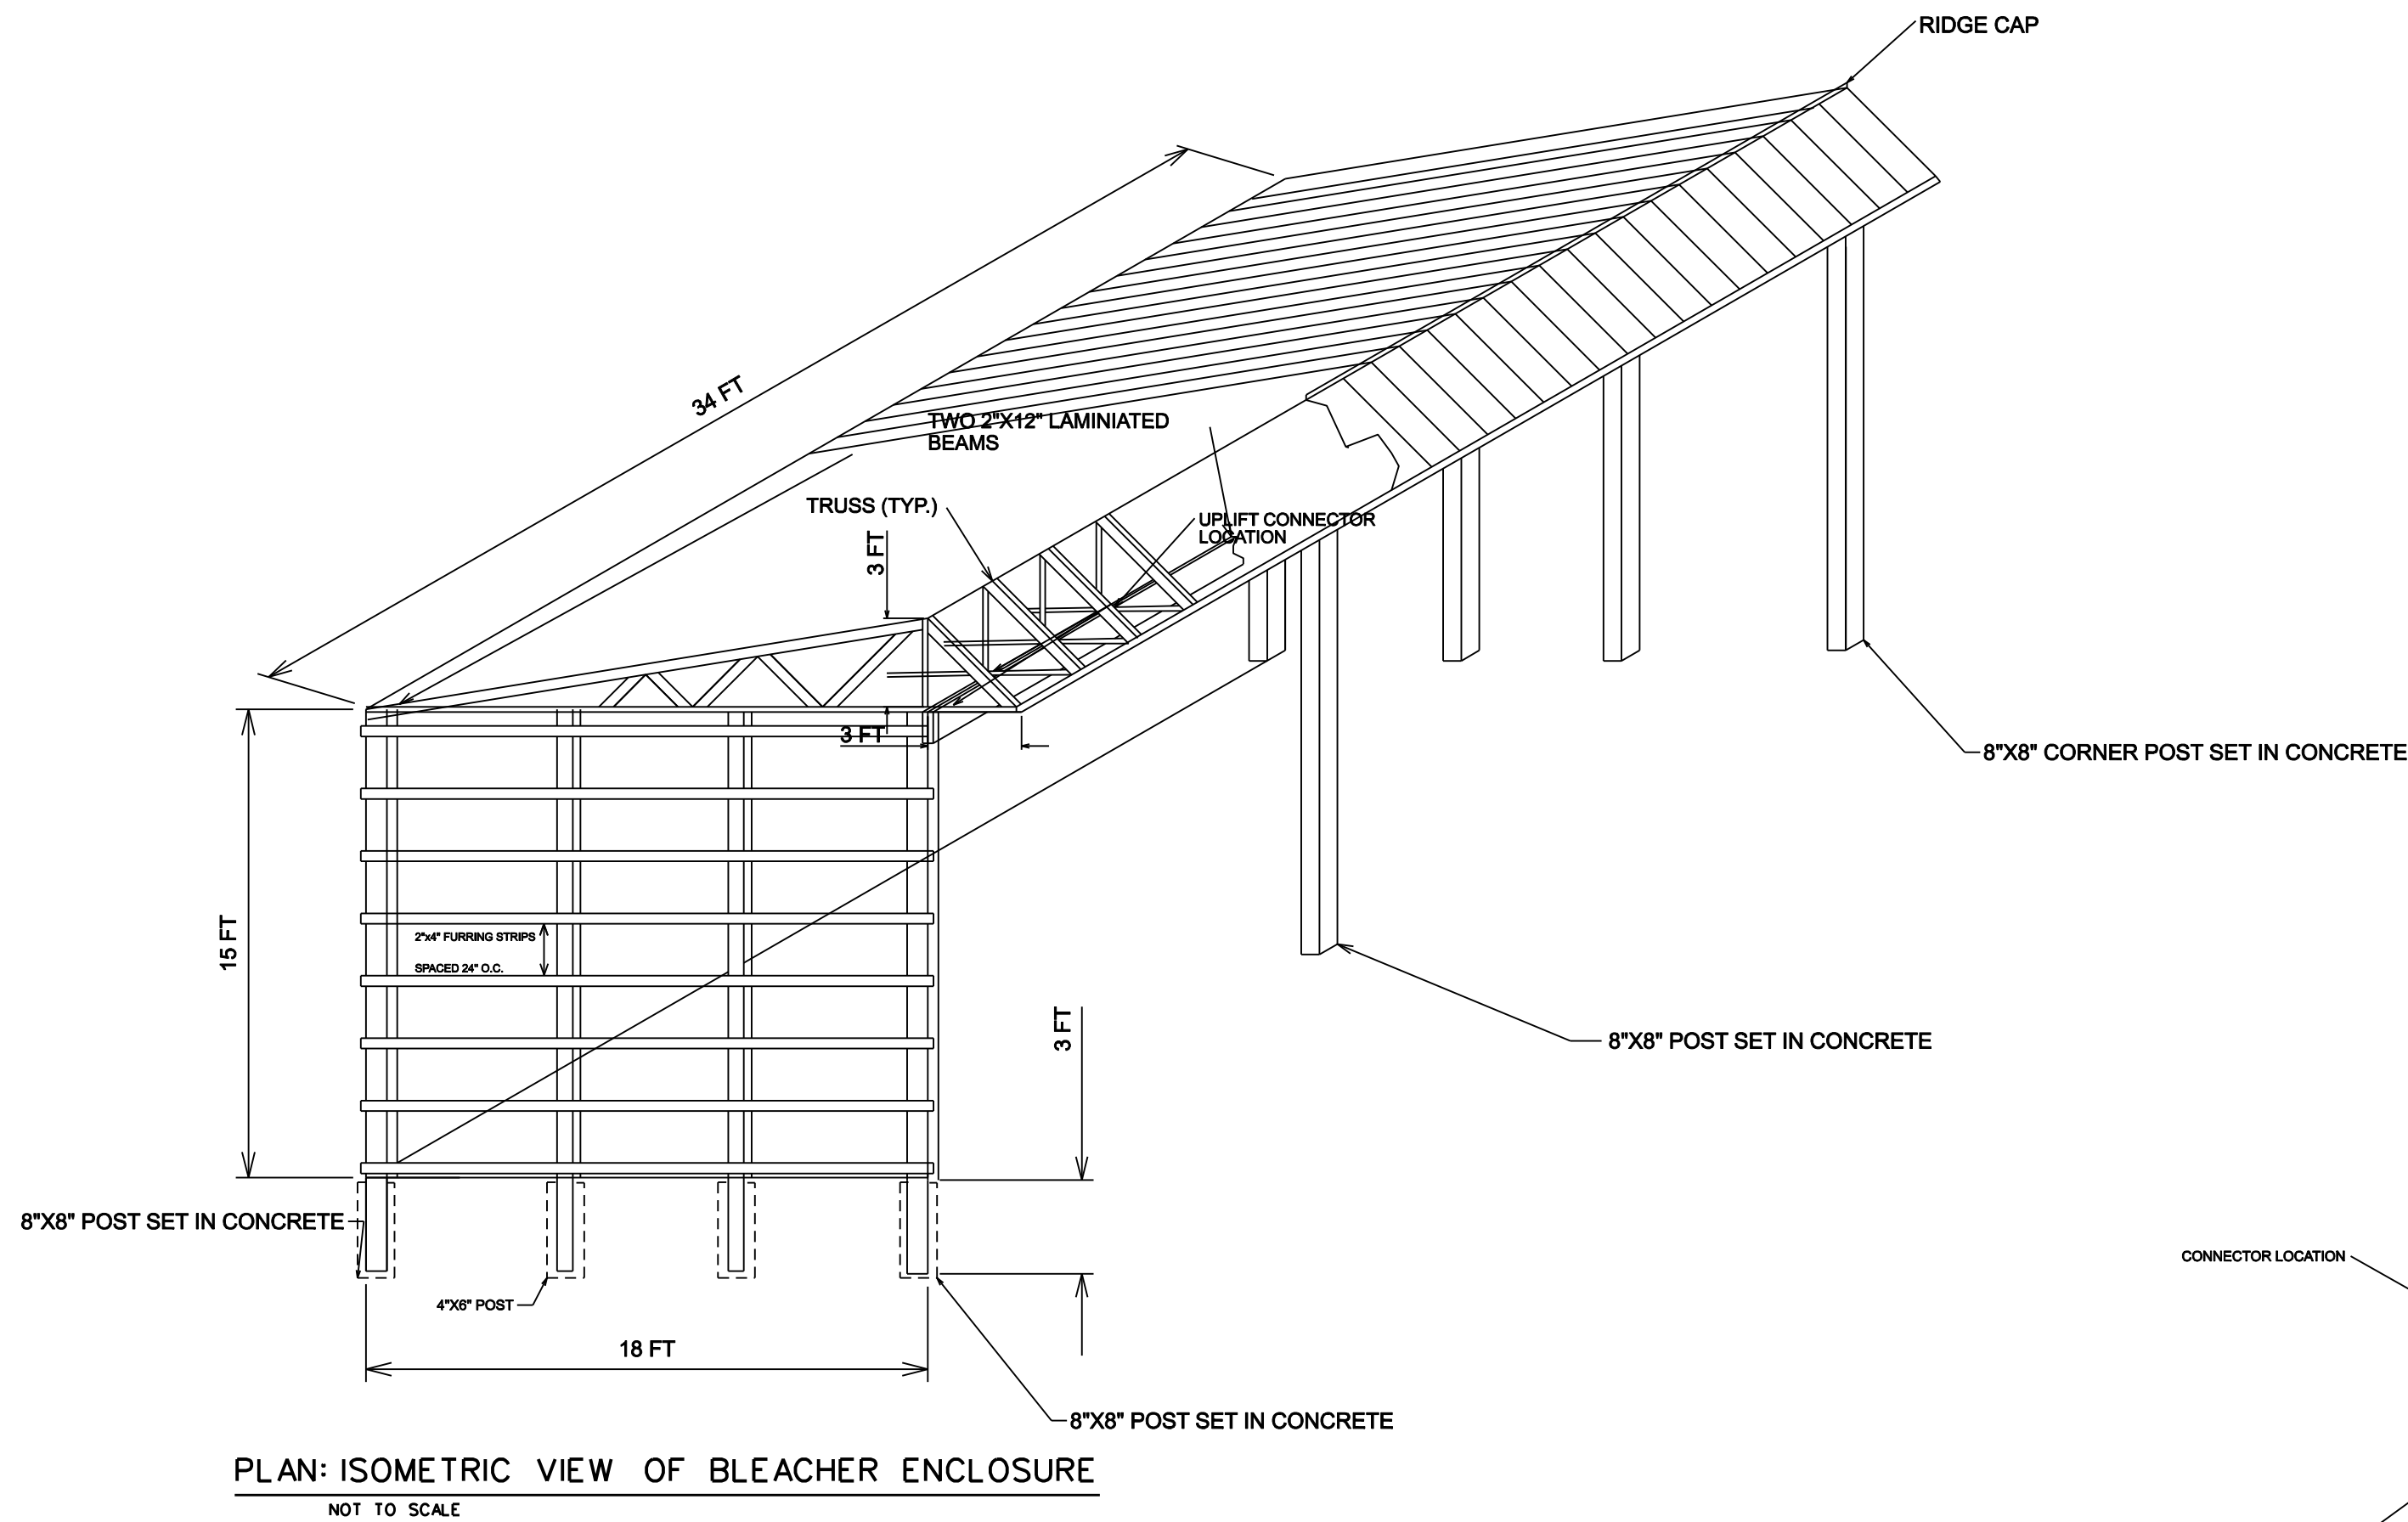 RIDGE CAP
34 FT
TWO 2"X12" LAMINIATED
BEAMS
TRUSS (TYP.)
UPLIFT CONNECTOR
LOCATION
3 FT
3 FT
8"X8" CORNER POST SET IN CONCRETE
15 FT
2"x4" FURRING STRIPS
SPACED 24" O.C.
3 FT
8"X8" POST SET IN CONCRETE
8"X8" POST SET IN CONCRETE
CONNECTOR LOCATION
4"X6" POST
18 FT
8"X8" POST SET IN CONCRETE
PLAN: ISOMETRIC VIEW OF BLEACHER ENCLOSURE
NOT TO SCALE